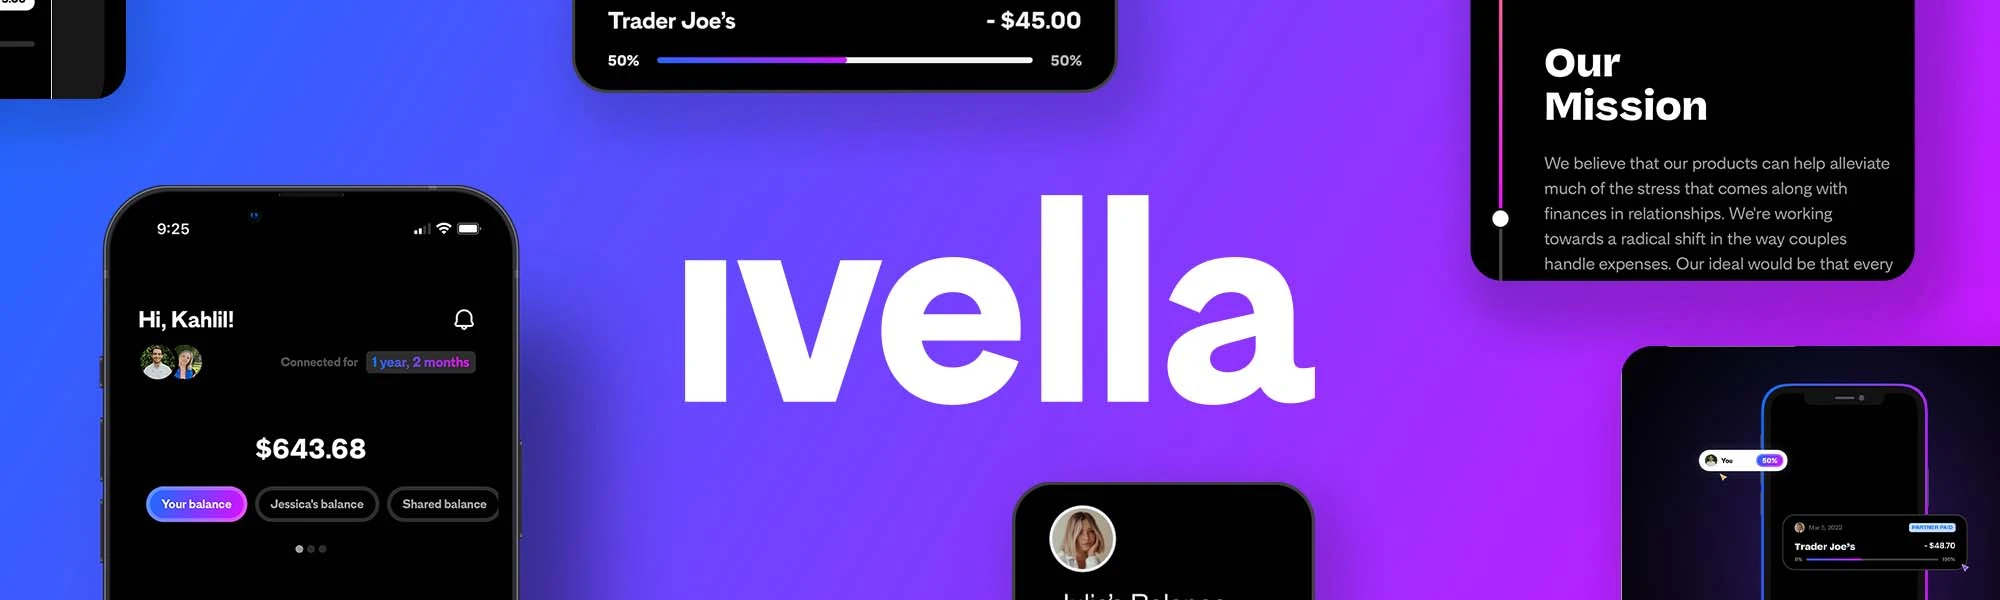 Trader Joe's - $45.00
50% 50%
9:25
Hi, Kahlil!
Connected for 1 year, 2 months
$643.68
Your balance Jessica's balance Shared balance
ivella
Our
Mission
We believe that our products can help alleviate
much of the stress that comes along with
finances in relationships. We're working
towards a radical shift in the way couples
handle expenses. Our ideal would be that every
You 50%
Mar 5, 2022 PARTNER PAID
Trader Joe's - $48.70
0% 100%